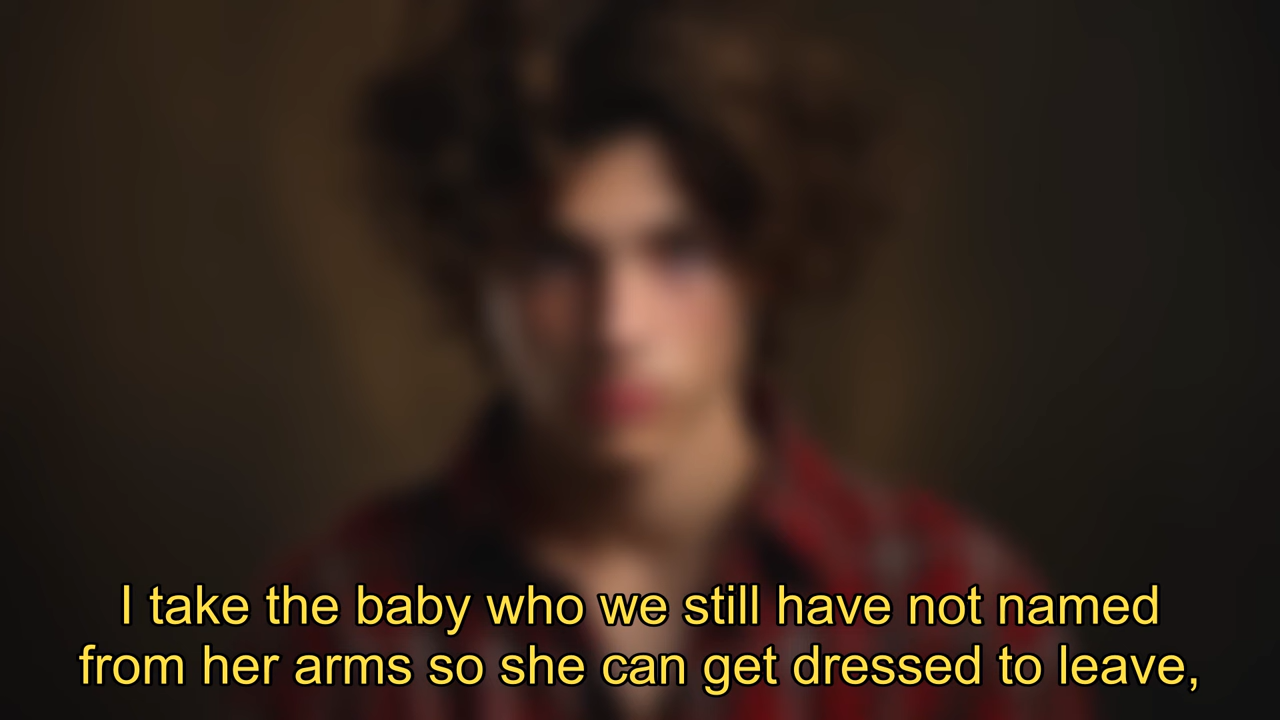 I take the baby who we still have not named
from her arms so she can get dressed to leave,